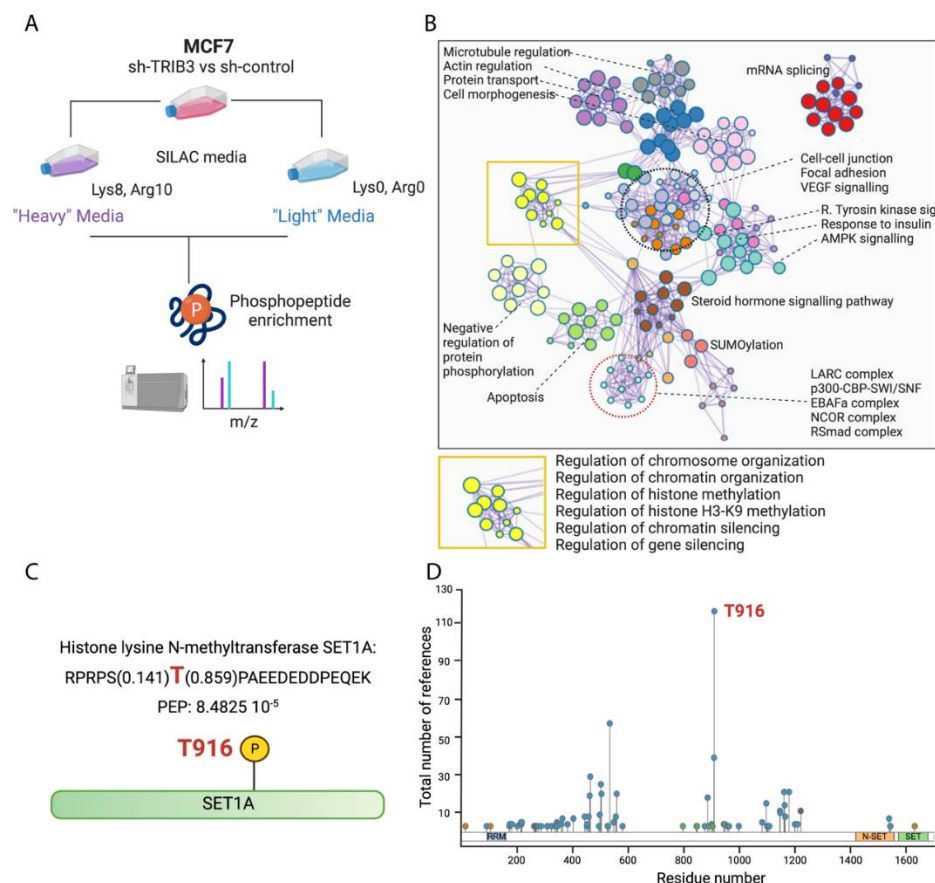 A
MCF7
sh-TRIB3 vs sh-control
SILAC media
Lys8, Arg10
Lys0, Arg0
"Heavy" Media
"Light" Media
P
Phosphopeptide
enrichment
m/z
B
Microtubule regulation
Actin regulation
Protein transport
Cell morphogenesis
mRNA splicing
Cell-cell junction
Focal adhesion
VEGF signalling
R. Tyrosin kinase sig
Response to insulin
AMPK signalling
Steroid hormone signalling pathway
Negative
regulation of
protein
phosphorylation
Apoptosis
SUMOylation
LARC complex
p300-CBP-SWI/SNF
EBAFa complex
NCOR complex
RSmad complex
Regulation of chromosome organization
Regulation of chromatin organization
Regulation of histone methylation
Regulation of histone H3-K9 methylation
Regulation of chromatin silencing
Regulation of gene silencing
C
Histone lysine N-methyltransferase SET1A:
RPRPS(0.141)T(0.859)PAEEDEDDPEQEK
PEP: 8.4825 10-5
T916 P
SET1A
D
Total number of references
130
110
90
70
50
30
10
T916
RRM
N-SET
SET
200 400 600 800 1000 1200 1400 1600
Residue number